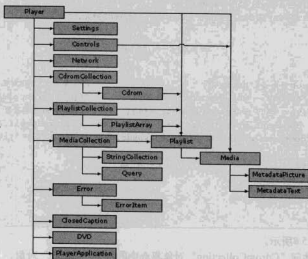 Player
Settings
Controls
Network
CdromCollection
Cdrom
PlaylistCollection
PlaylistArray
MediaCollection
Playlist
StringCollection
Media
Query
MetadataPicture
Error
MetadataText
ErrorItem
ClosedCaption
DVD
PlayerApplication